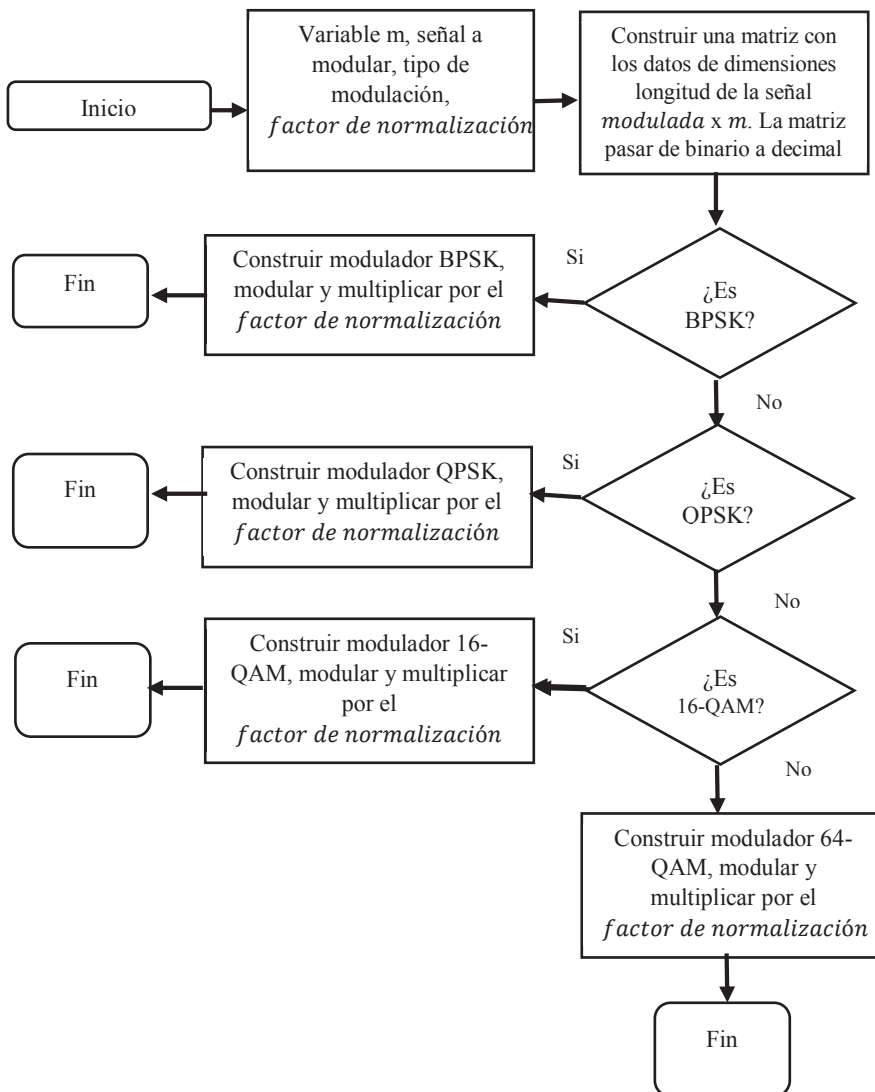 Inicio
Variable m, señal a
modular, tipo de
modulación,
factor de normalización
Construir una matriz con
los datos de dimensiones
longitud de la señal
modulada x m. La matriz
pasar de binario a decimal
¿Es
BPSK?
Si
Construir modulador BPSK,
modular y multiplicar por el
factor de normalización
Fin
No
¿Es
QPSK?
Si
Construir modulador QPSK,
modular y multiplicar por el
factor de normalización
Fin
No
¿Es
16-QAM?
Si
Construir modulador 16-
QAM, modular y multiplicar
por el
factor de normalización
Fin
No
Construir modulador 64-
QAM, modular y
multiplicar por el
factor de normalización
Fin